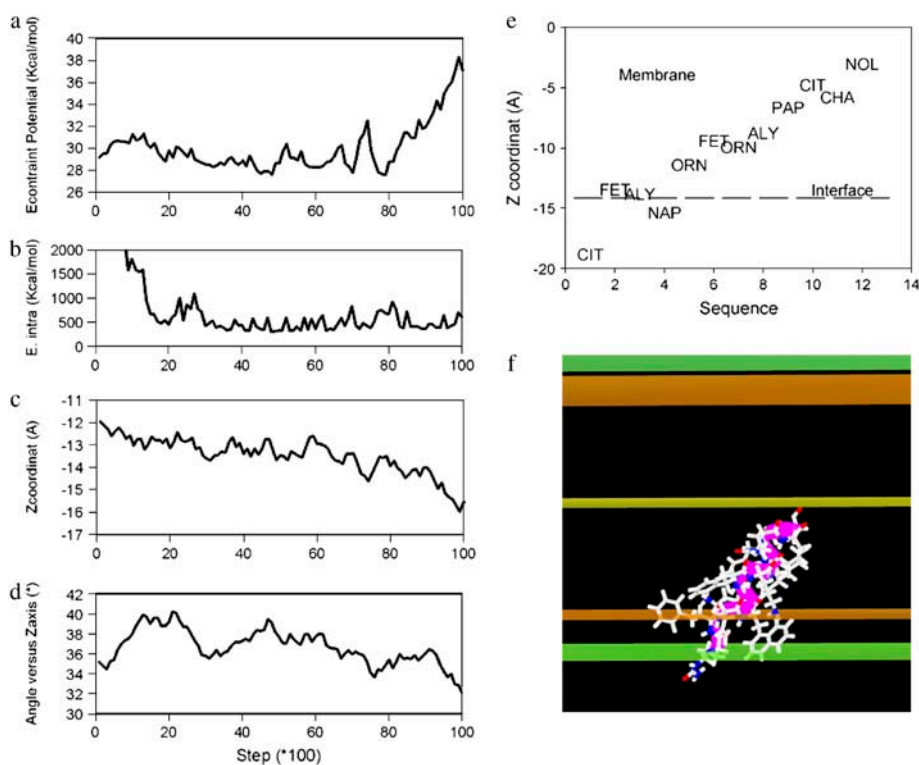 a
Econtraint Potential (Kcal/mol)
40
38
36
34
32
30
28
26
24
0 20 40 60 80 100
b
E. intra (Kcal/mol)
2000
1500
1000
500
0
0 20 40 60 80 100
c
Zcoordinat (A)
-11
-12
-13
-14
-15
-16
-17
0 20 40 60 80 100
d
Angle versus Zaxis (°)
42
40
38
36
34
32
30
0 20 40 60 80 100
Step (*100)
e
Z coordinat (A)
0
-5
-10
-15
-20
Membrane
NOL
CIT
CHA
PAP
ALY
FET
ORN
ORN
FET
ALY
Interface
NAP
CIT
0 2 4 6 8 10 12 14
Sequence
f